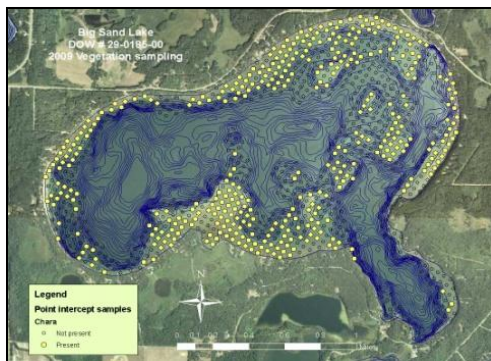 Big Sand Lake
DOW # 29-0185-00
2009 Vegetation sampling
N
Legend
Point intercept samples
Chara
Not present
Present